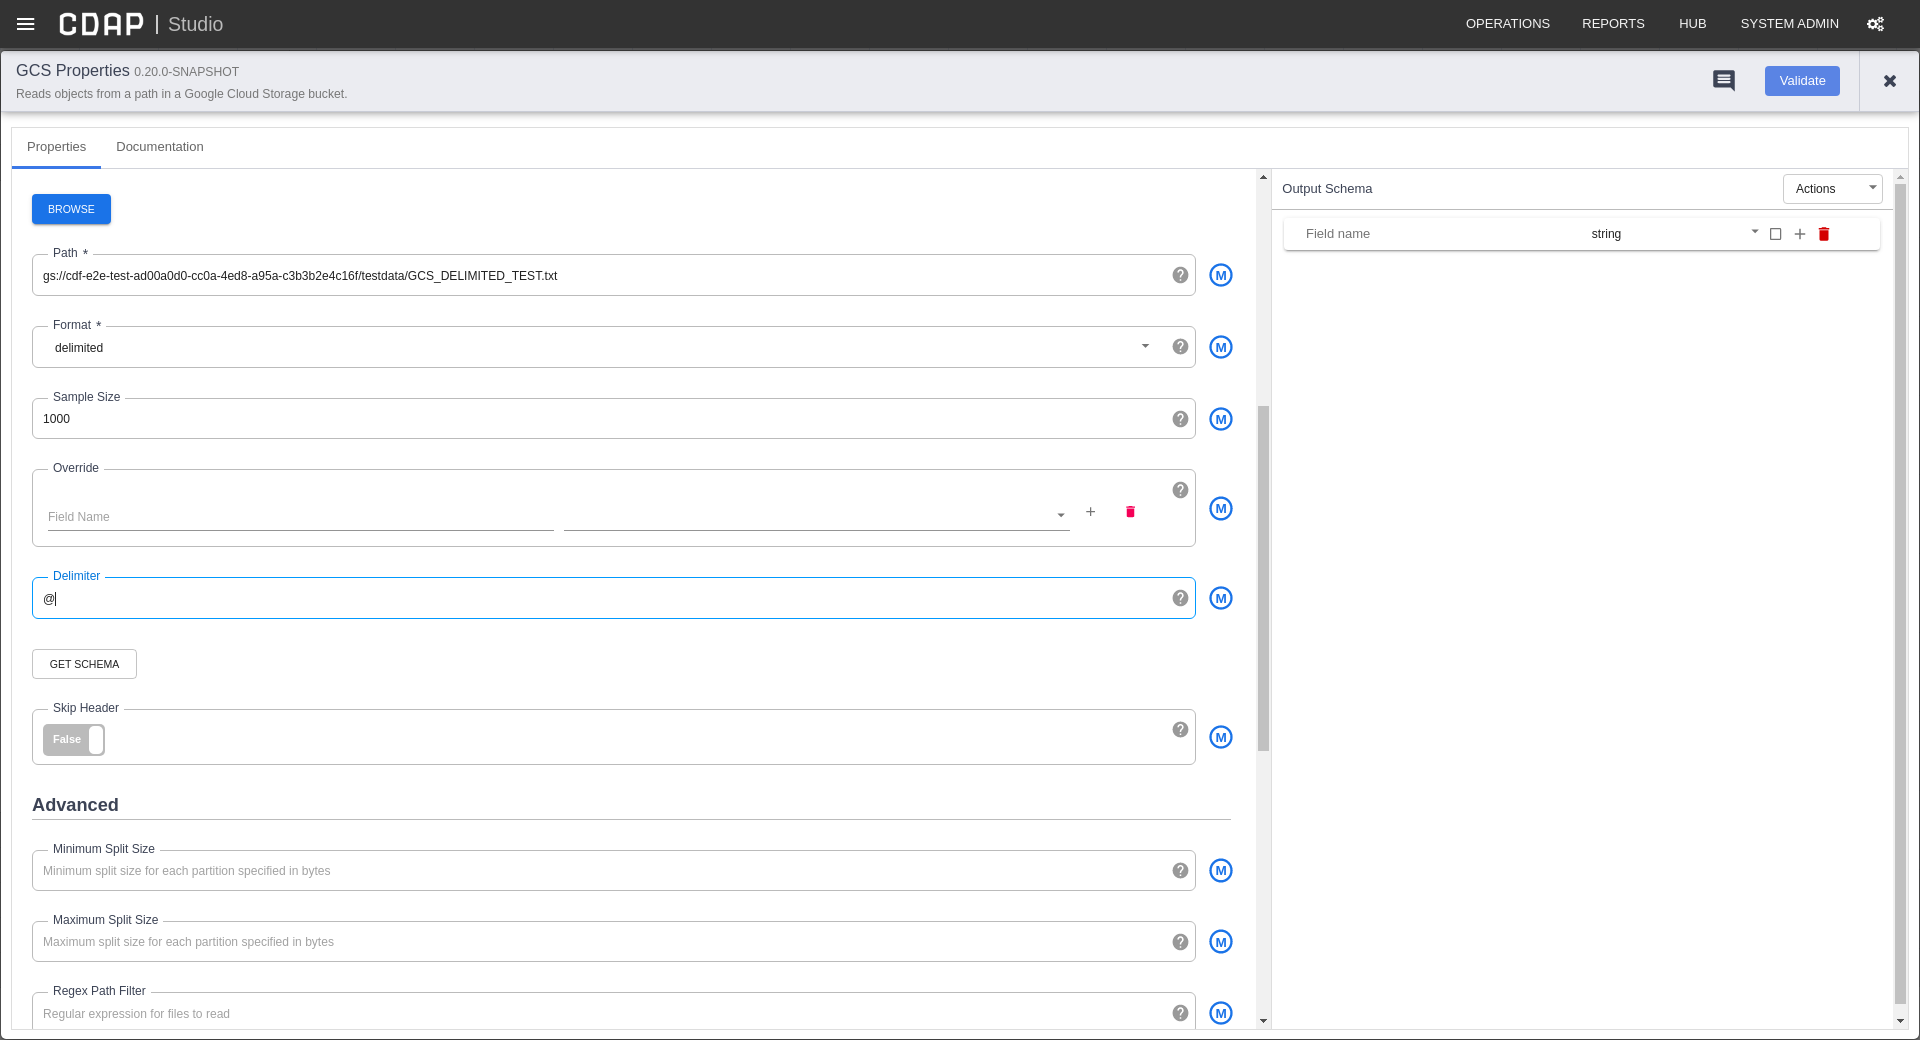 CDAP | Studio
OPERATIONS REPORTS HUB SYSTEM ADMIN
GCS Properties 0.20.0-SNAPSHOT
Reads objects from a path in a Google Cloud Storage bucket.
Validate
Properties Documentation
BROWSE
Path *
gs://cdf-e2e-test-ad00a0d0-cc0a-4ed8-a95a-c3b3b2e4c16f/testdata/GCS_DELIMITED_TEST.txt
? M
Format *
delimited
? M
Sample Size
1000
? M
Override
Field Name
? M
Delimiter
@
? M
GET SCHEMA
Skip Header
False
? M
Advanced
Minimum Split Size
Minimum split size for each partition specified in bytes
? M
Maximum Split Size
Maximum split size for each partition specified in bytes
? M
Regex Path Filter
Regular expression for files to read
? M
Output Schema
Actions
Field name string